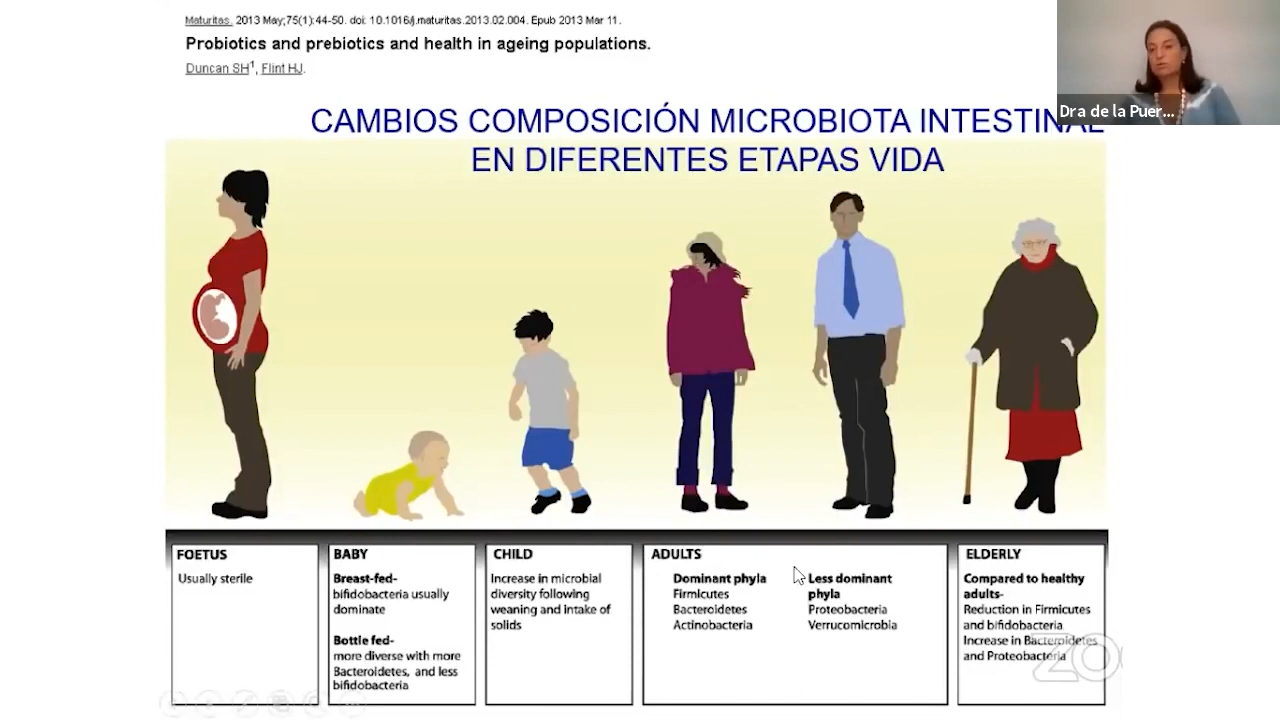 Maturitas. 2013 May;75(1):44-50. doi: 10.1016/j.maturitas.2013.02.004. Epub 2013 Mar 11.
Probiotics and prebiotics and health in ageing populations.
Duncan SH1, Flint HJ.
Dra de la Puer...
CAMBIOS COMPOSICIÓN MICROBIOTA INTESTINAL
EN DIFERENTES ETAPAS VIDA
FOETUS
Usually sterile
BABY
Breast-fed-
bifidobacteria usually
dominate
Bottle fed-
more diverse with more
Bacteroidetes, and less
bifidobacteria
CHILD
Increase in microbial
diversity following
weaning and intake of
solids
ADULTS
Dominant phyla
Firmicutes
Bacteroidetes
Actinobacteria
Less dominant
phyla
Proteobacteria
Verrucomicrobia
ELDERLY
Compared to healthy
adults-
Reduction in Firmicutes
and bifidobacteria
Increase in Bacteroidetes
and Proteobacteria